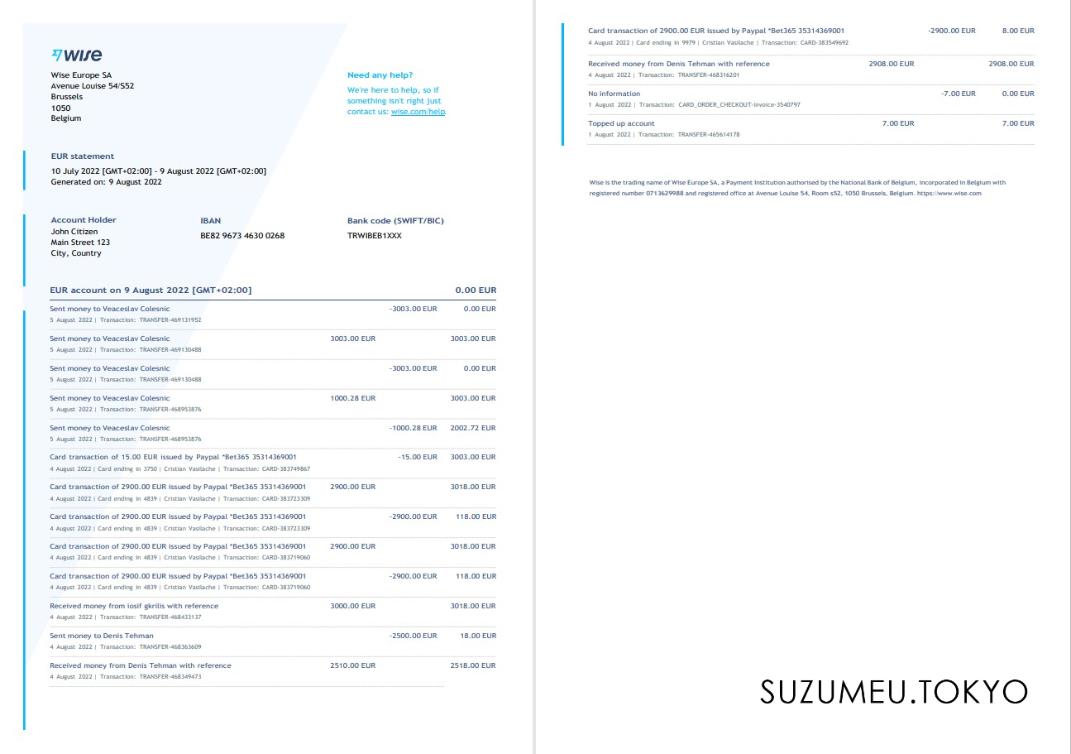 WISE
Wise Europe SA
Avenue Louise 54/S52
Brussels
1050
Belgium
Need any help?
We're here to help, so if
something isn't right just
contact us: wise.com/help
EUR statement
10 July 2022 [GMT+02:00] - 9 August 2022 [GMT+02:00]
Generated on: 9 August 2022
Account Holder
John Citizen
Main Street 123
City, Country
IBAN
BE82 9673 4630 0268
Bank code (SWIFT/BIC)
TRWIBEB1XXX
EUR account on 9 August 2022 [GMT+02:00] 0.00 EUR
Sent money to Veaceslav Colesnic -3003.00 EUR 0.00 EUR
5 August 2022 | Transaction: TRANSFER-469131952
Sent money to Veaceslav Colesnic 3003.00 EUR 3003.00 EUR
5 August 2022 | Transaction: TRANSFER-469130488
Sent money to Veaceslav Colesnic -3003.00 EUR 0.00 EUR
5 August 2022 | Transaction: TRANSFER-469130488
Sent money to Veaceslav Colesnic 1000.28 EUR 3003.00 EUR
5 August 2022 | Transaction: TRANSFER-468953876
Sent money to Veaceslav Colesnic -1000.28 EUR 2002.72 EUR
5 August 2022 | Transaction: TRANSFER-468953876
Card transaction of 15.00 EUR issued by Paypal *Bet365 35314369001 -15.00 EUR 3003.00 EUR
4 August 2022 | Card ending in 3750 | Cristian Vasilache | Transaction: CARD-383749867
Card transaction of 2900.00 EUR issued by Paypal *Bet365 35314369001 2900.00 EUR 3018.00 EUR
4 August 2022 | Card ending in 4839 | Cristian Vasilache | Transaction: CARD-383723309
Card transaction of 2900.00 EUR issued by Paypal *Bet365 35314369001 -2900.00 EUR 118.00 EUR
4 August 2022 | Card ending in 4839 | Cristian Vasilache | Transaction: CARD-383723309
Card transaction of 2900.00 EUR issued by Paypal *Bet365 35314369001 2900.00 EUR 3018.00 EUR
4 August 2022 | Card ending in 4839 | Cristian Vasilache | Transaction: CARD-383719060
Card transaction of 2900.00 EUR issued by Paypal *Bet365 35314369001 -2900.00 EUR 118.00 EUR
4 August 2022 | Card ending in 4839 | Cristian Vasilache | Transaction: CARD-383719060
Received money from iosif gkrilis with reference 3000.00 EUR 3018.00 EUR
4 August 2022 | Transaction: TRANSFER-468433137
Sent money to Denis Tehman -2500.00 EUR 18.00 EUR
4 August 2022 | Transaction: TRANSFER-468363609
Received money from Denis Tehman with reference 2510.00 EUR 2518.00 EUR
4 August 2022 | Transaction: TRANSFER-468349473
Card transaction of 2900.00 EUR issued by Paypal *Bet365 35314369001 -2900.00 EUR 8.00 EUR
4 August 2022 | Card ending in 9979 | Cristian Vasilache | Transaction: CARD-383549692
Received money from Denis Tehman with reference 2908.00 EUR 2908.00 EUR
4 August 2022 | Transaction: TRANSFER-468316201
No information -7.00 EUR 0.00 EUR
1 August 2022 | Transaction: CARD_ORDER_CHECKOUT-invoice-3540797
Topped up account 7.00 EUR 7.00 EUR
1 August 2022 | Transaction: TRANSFER-465614178
Wise is the trading name of Wise Europe SA, a Payment Institution authorised by the National Bank of Belgium, incorporated in Belgium with
registered number 0713629988 and registered office at Avenue Louise 54, Room s52, 1050 Brussels, Belgium. https://www.wise.com
SUZUMEU.TOKYO